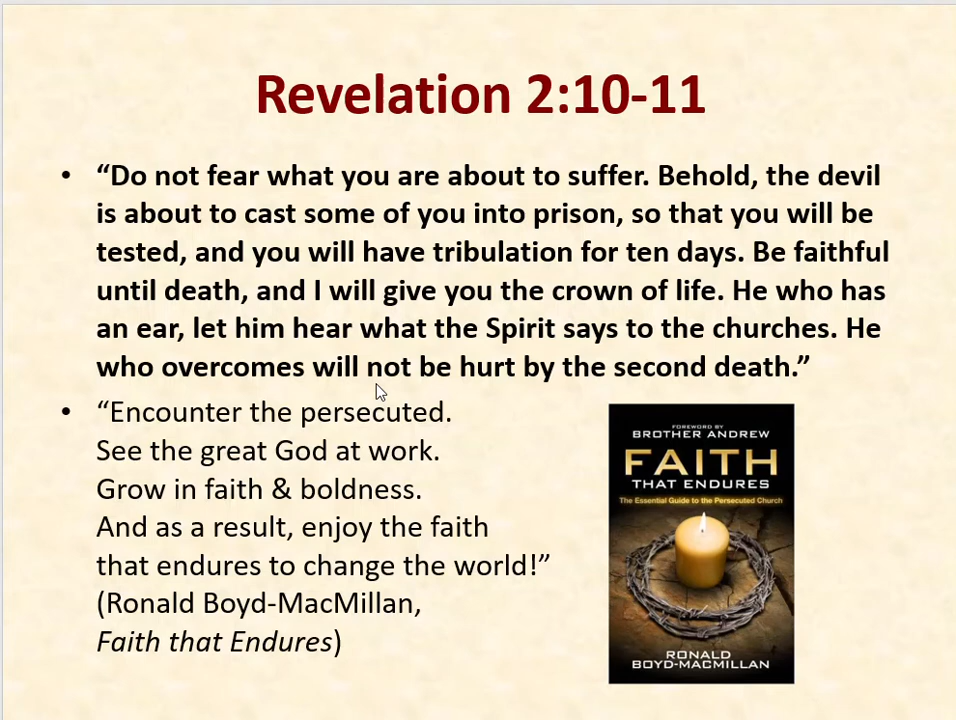 Revelation 2:10-11
• “Do not fear what you are about to suffer. Behold, the devil
is about to cast some of you into prison, so that you will be
tested, and you will have tribulation for ten days. Be faithful
until death, and I will give you the crown of life. He who has
an ear, let him hear what the Spirit says to the churches. He
who overcomes will not be hurt by the second death.”
• “Encounter the persecuted.
See the great God at work.
Grow in faith & boldness.
And as a result, enjoy the faith
that endures to change the world!”
(Ronald Boyd-MacMillan,
Faith that Endures)
FOREWORD BY
BROTHER ANDREW
FAITH
THAT ENDURES
The Essential Guide to the Persecuted Church
RONALD
BOYD-MACMILLAN